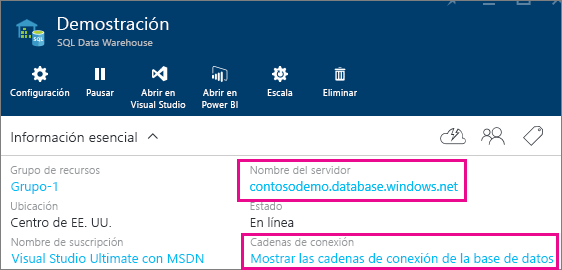 Demostración
SQL Data Warehouse
SQL
Configuración
Pausar
Abrir en
Visual Studio
Abrir en
Power BI
Escala
Eliminar
Información esencial
Grupo de recursos
Grupo-1
Nombre del servidor
contosodemo.database.windows.net
Ubicación
Centro de EE. UU.
Estado
En línea
Nombre de suscripción
Visual Studio Ultimate con MSDN
Cadenas de conexión
Mostrar las cadenas de conexión de la base de datos